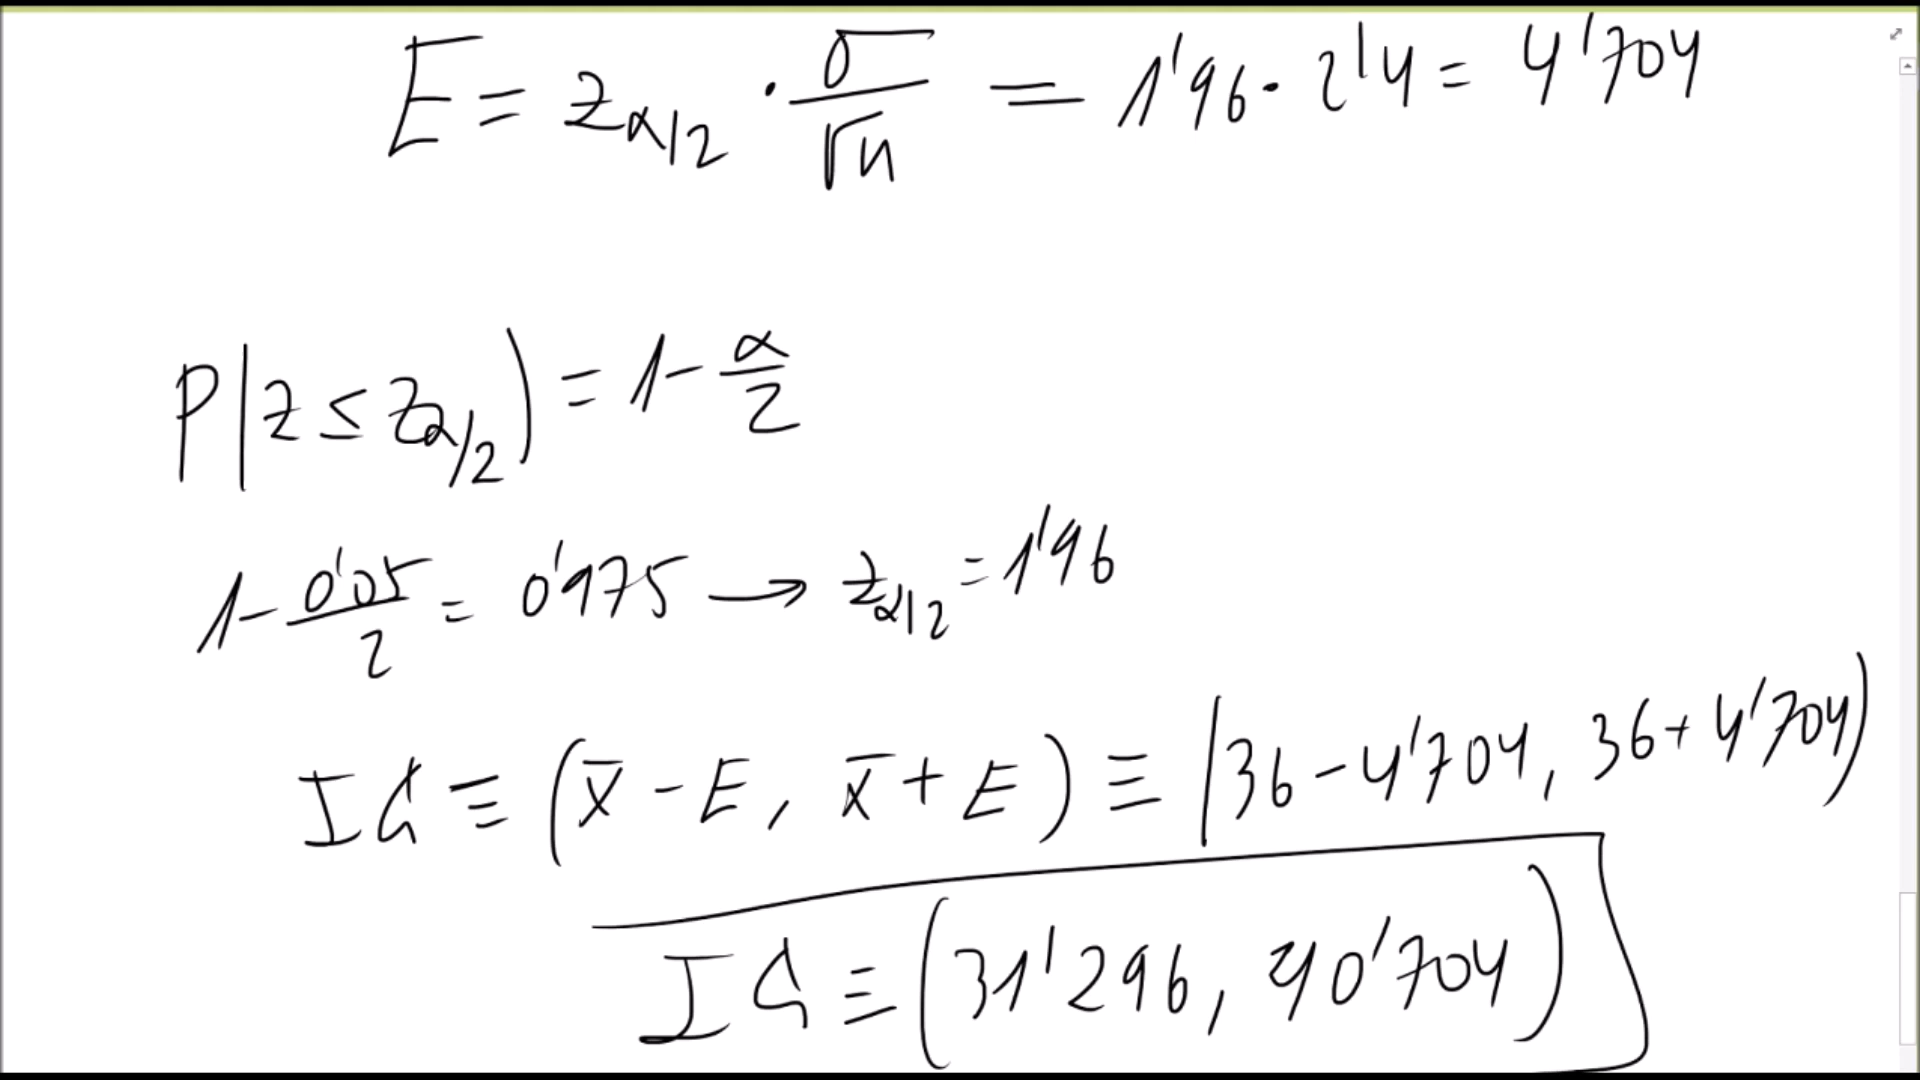 E = z_{α/2} · σ/√n = 1'96 · 2'4 = 4'704
P(z ≤ z_{α/2}) = 1 - α/2
1 - 0'05/2 = 0'975 → z_{α/2} = 1'96
IC ≡ (x̄ - E, x̄ + E) ≡ (36 - 4'704, 36 + 4'704)
IC ≡ (31'296, 40'704)